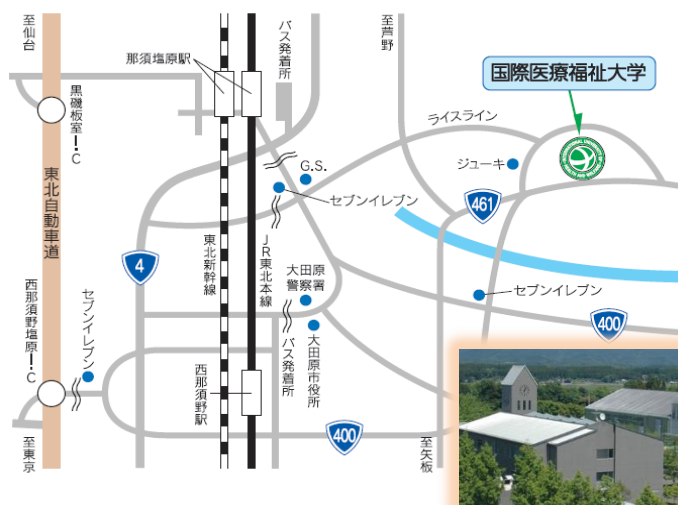 至仙台
那須塩原駅
バス発着所
至芦野
国際医療福祉大学
黒磯板室I.C
ライスライン
G.S.
ジューキ
セブンイレブン
461
東北自動車道
4
東北新幹線
JR東北本線
大田原
警察署
セブンイレブン
400
西那須野塩原I.C
セブンイレブン
バス発着所
大田原市役所
西那須野駅
400
至東京
至矢板
INTERNATIONAL UNIVERSITY OF HEALTH AND WELFARE